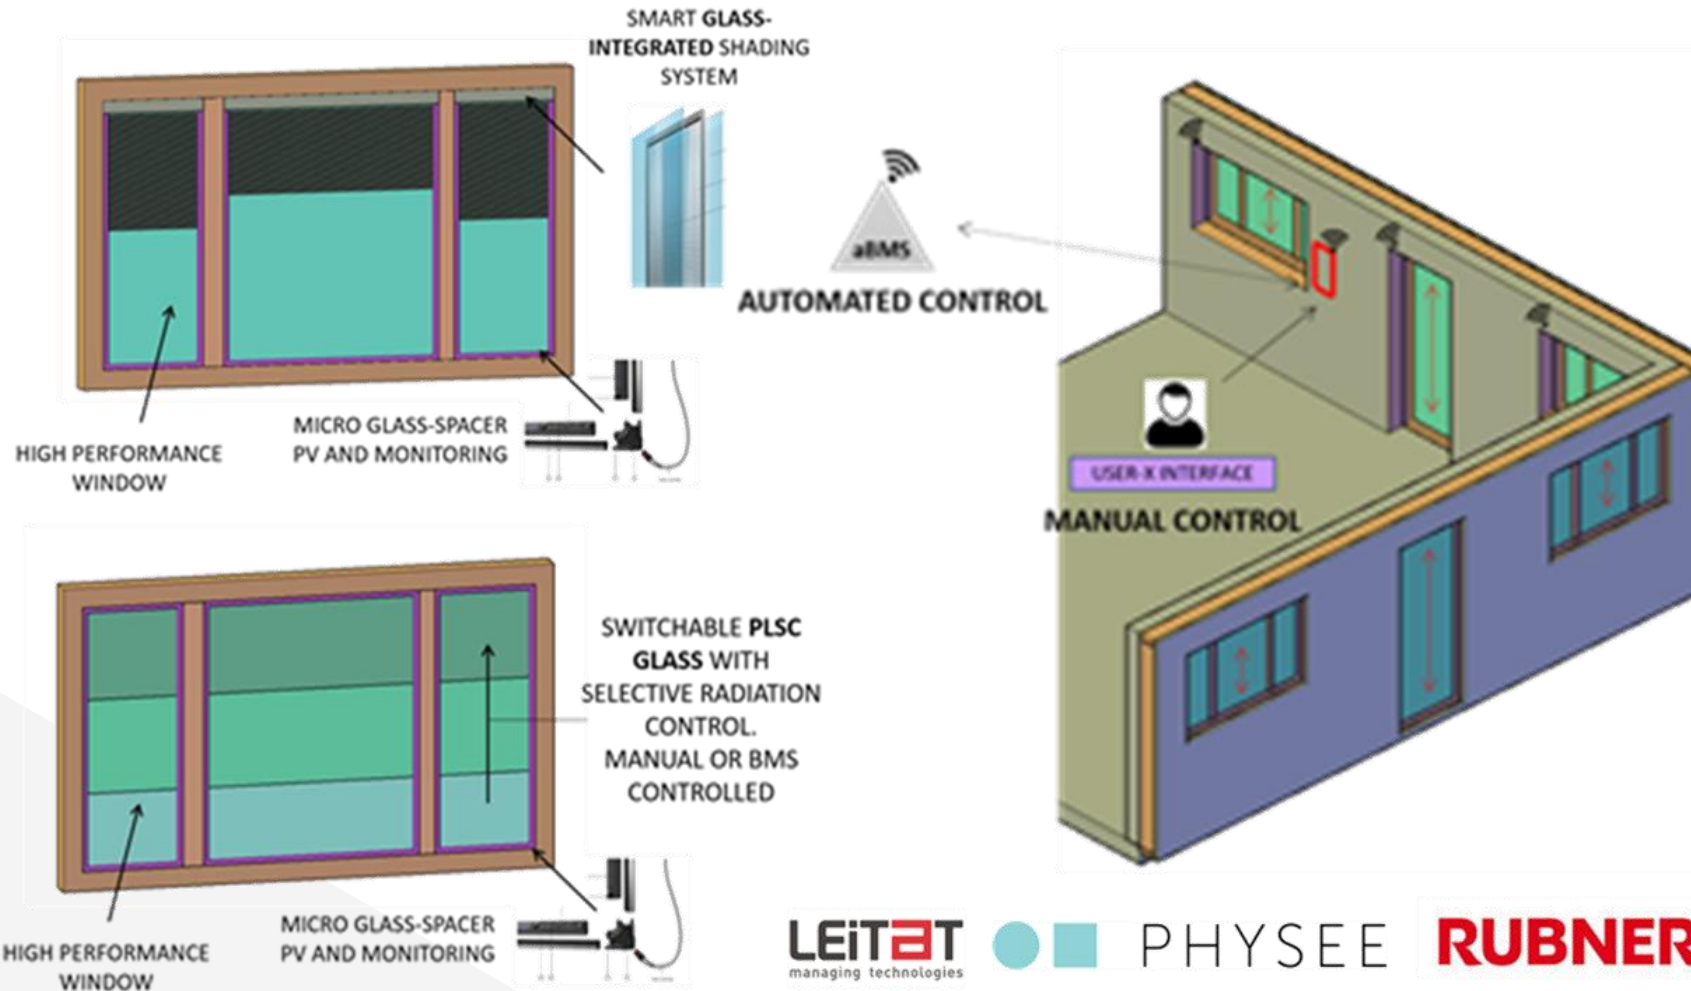 SMART GLASS-
INTEGRATED SHADING
SYSTEM
HIGH PERFORMANCE
WINDOW
MICRO GLASS-SPACER
PV AND MONITORING
aBMS
AUTOMATED CONTROL
USER-X INTERFACE
MANUAL CONTROL
SWITCHABLE PLSC
GLASS WITH
SELECTIVE RADIATION
CONTROL.
MANUAL OR BMS
CONTROLLED
HIGH PERFORMANCE
WINDOW
MICRO GLASS-SPACER
PV AND MONITORING
LEiTAT
managing technologies
PHYSEE
RUBNER